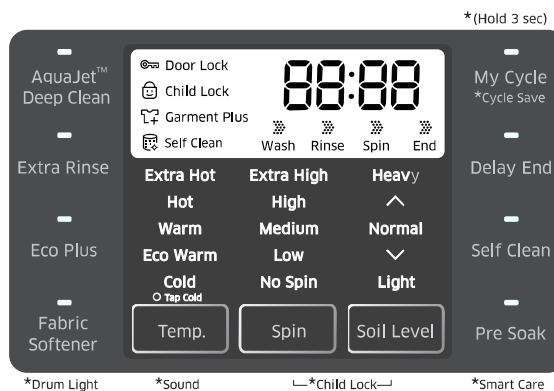 *(Hold 3 sec)
AquaJet™
Deep Clean
Extra Rinse
Eco Plus
Fabric
Softener
Door Lock
Child Lock
Garment Plus
Self Clean
88:88
Wash Rinse Spin End
Extra Hot Extra High Heavy
Hot High
Warm Medium Normal
Eco Warm Low
Cold No Spin Light
Tap Cold
Temp. Spin Soil Level
My Cycle
*Cycle Save
Delay End
Self Clean
Pre Soak
*Drum Light *Sound *Child Lock *Smart Care